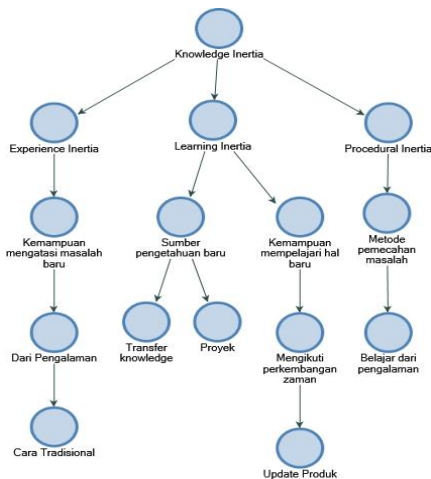 Knowledge Inertia
Experience Inertia
Learning Inertia
Procedural Inertia
Kemampuan
mengatasi masalah
baru
Sumber
pengetahuan baru
Kemampuan
mempelajari hal
baru
Metode
pemecahan
masalah
Dari Pengalaman
Transfer
knowledge
Proyek
Mengikuti
perkembangan
zaman
Belajar dari
pengalaman
Cara Tradisional
Update Produk